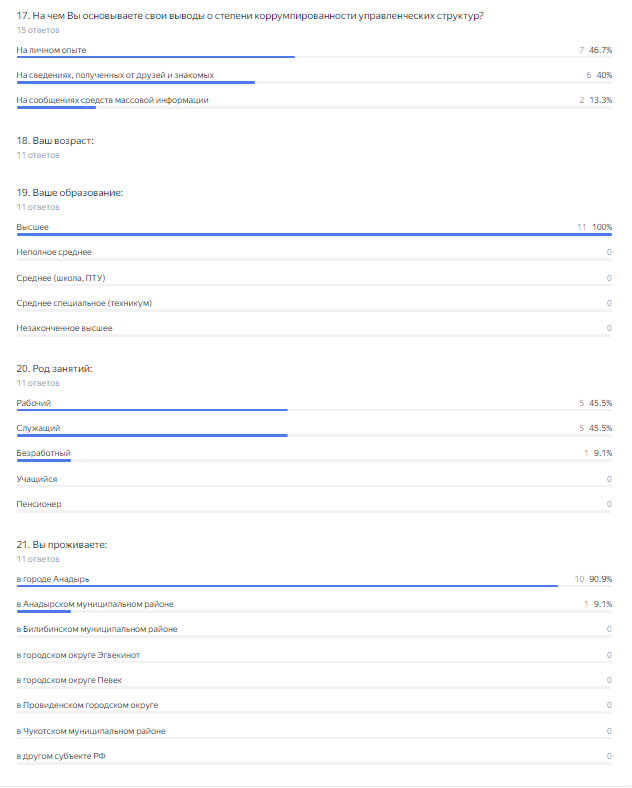 17. На чем Вы основываете свои выводы о степени коррумпированности управленческих структур?
15 ответов
На личном опыте 7 46.7%
На сведениях, полученных от друзей и знакомых 6 40%
На сообщениях средств массовой информации 2 13.3%
18. Ваш возраст:
11 ответов
19. Ваше образование:
11 ответов
Высшее 11 100%
Неполное среднее 0
Среднее (школа, ПТУ) 0
Среднее специальное (техникум) 0
Незаконченное высшее 0
20. Род занятий:
11 ответов
Рабочий 5 45.5%
Служащий 5 45.5%
Безработный 1 9.1%
Учащийся 0
Пенсионер 0
21. Вы проживаете:
11 ответов
в городе Анадырь 10 90.9%
в Анадырском муниципальном районе 1 9.1%
в Билибинском муниципальном районе 0
в городском округе Эгвекинот 0
в городском округе Певек 0
в Провиденском городском округе 0
в Чукотском муниципальном районе 0
в другом субъекте РФ 0